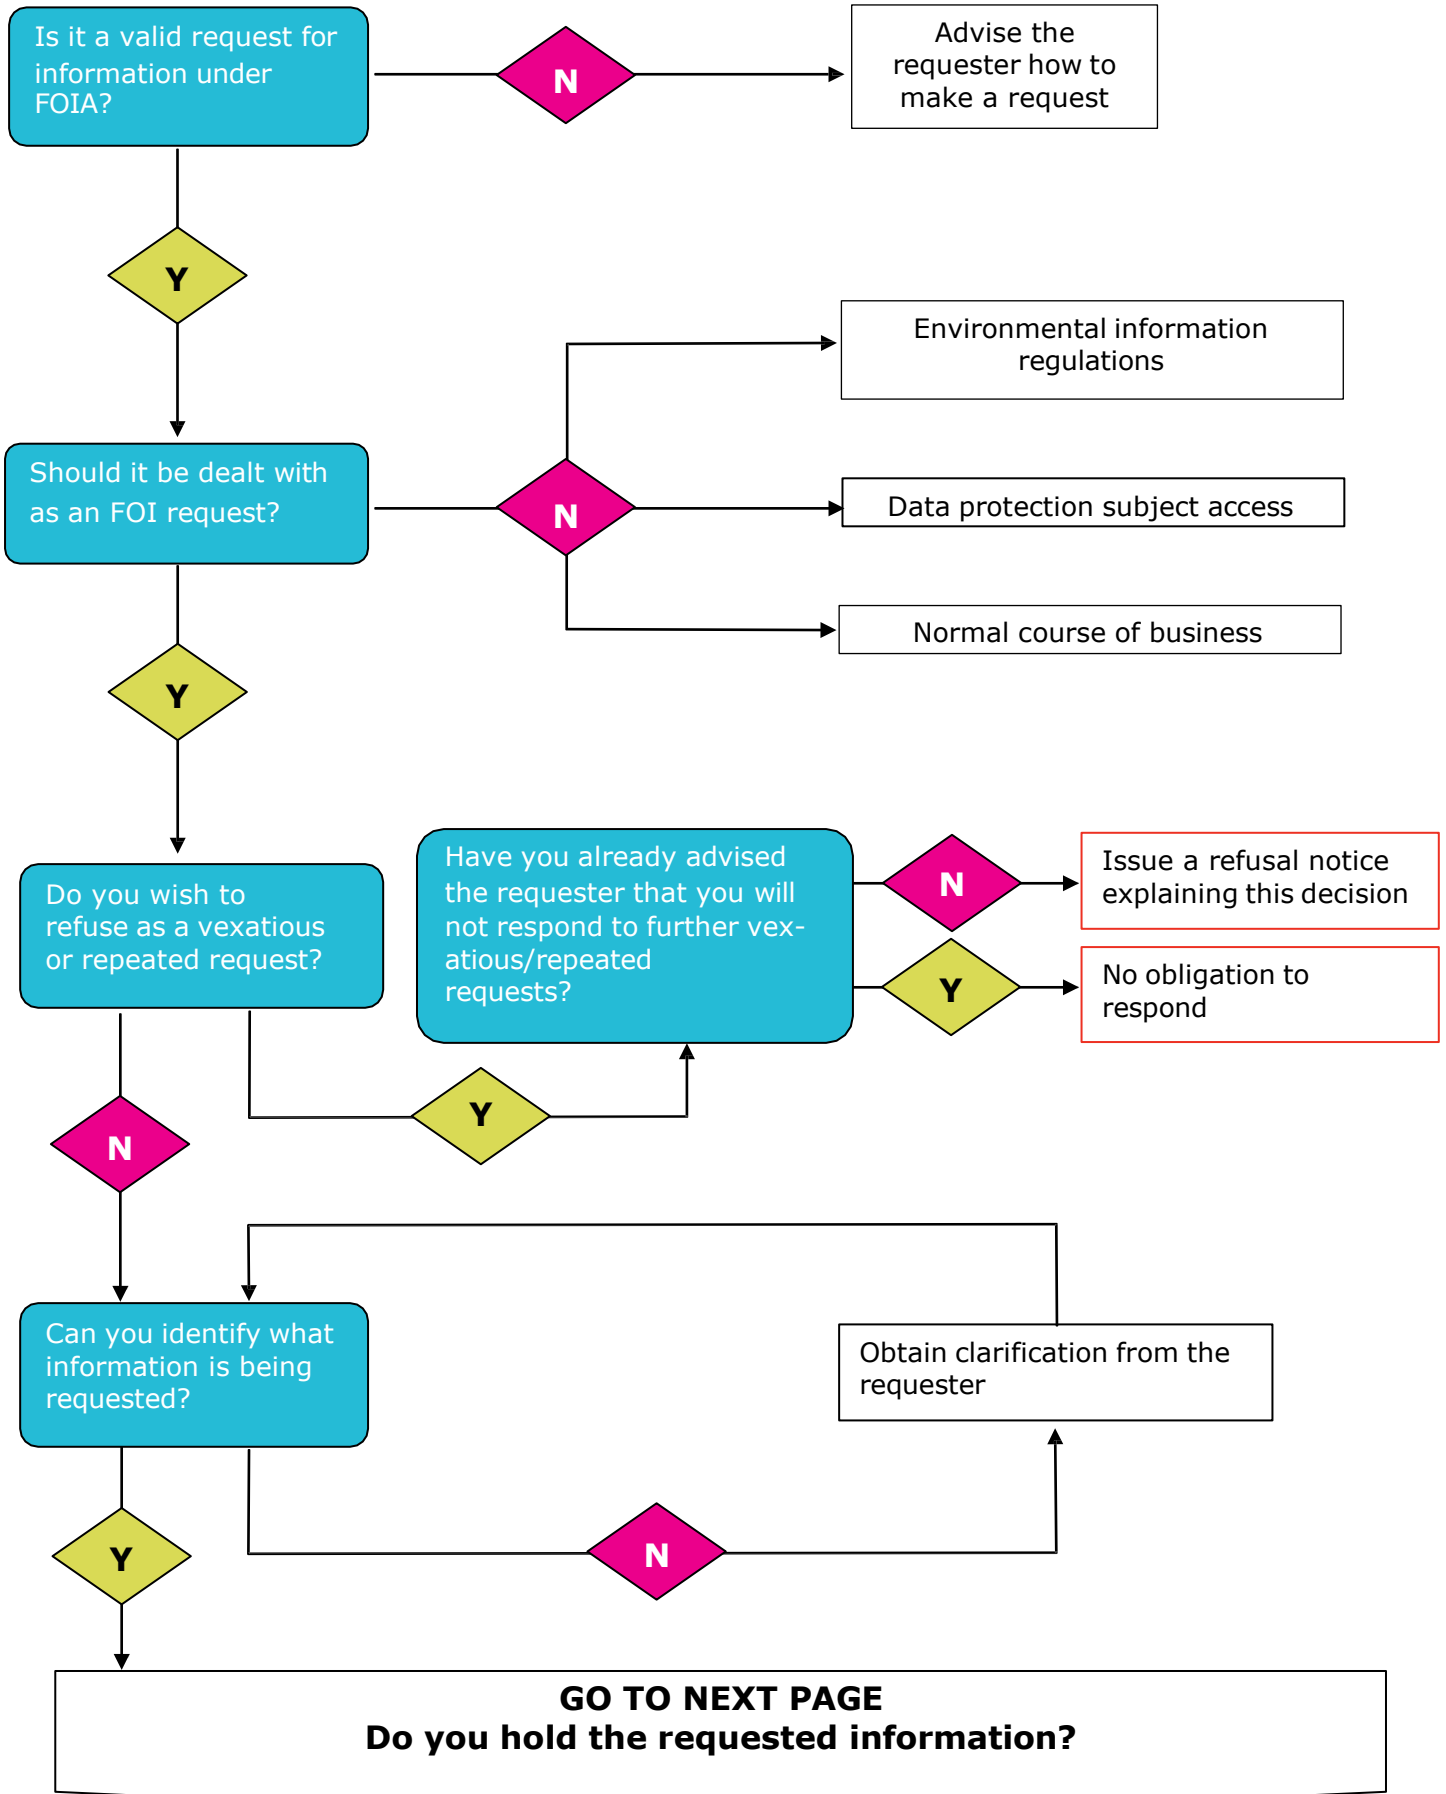 Is it a valid request for
information under
FOIA?
N
Advise the
requester how to
make a request
Y
Environmental information
regulations
Should it be dealt with
as an FOI request?
N
Data protection subject access
Normal course of business
Y
Do you wish to
refuse as a vexatious
or repeated request?
Have you already advised
the requester that you will
not respond to further vex-
atious/repeated
requests?
N
Issue a refusal notice
explaining this decision
Y
No obligation to
respond
Y
N
Can you identify what
information is being
requested?
Obtain clarification from the
requester
Y
N
GO TO NEXT PAGE
Do you hold the requested information?